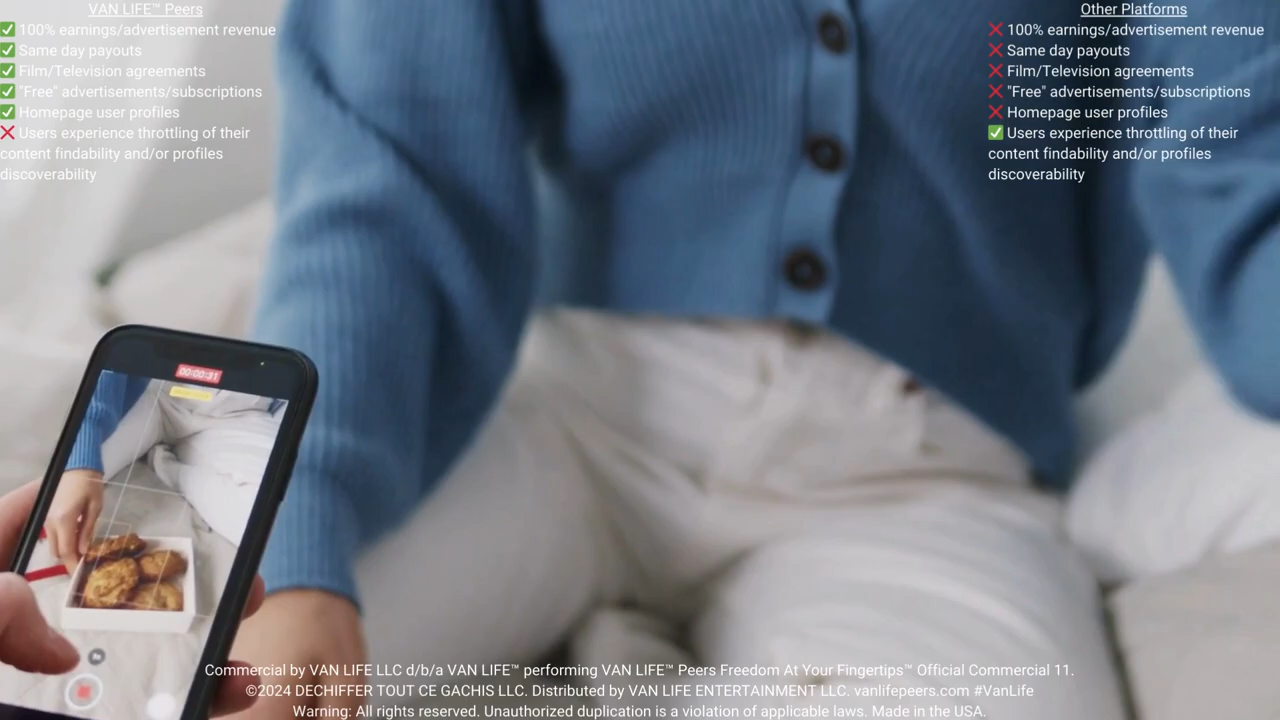 VAN LIFE™ Peers
✅ 100% earnings/advertisement revenue
✅ Same day payouts
✅ Film/Television agreements
✅ "Free" advertisements/subscriptions
✅ Homepage user profiles
❌ Users experience throttling of their
content findability and/or profiles
discoverability
Other Platforms
❌ 100% earnings/advertisement revenue
❌ Same day payouts
❌ Film/Television agreements
❌ "Free" advertisements/subscriptions
❌ Homepage user profiles
✅ Users experience throttling of their
content findability and/or profiles
discoverability
00:00:31
Commercial by VAN LIFE LLC d/b/a VAN LIFE™ performing VAN LIFE™ Peers Freedom At Your Fingertips™ Official Commercial 11.
©2024 DECHIFFER TOUT CE GACHIS LLC. Distributed by VAN LIFE ENTERTAINMENT LLC. vanlifepeers.com #VanLife
Warning: All rights reserved. Unauthorized duplication is a violation of applicable laws. Made in the USA.